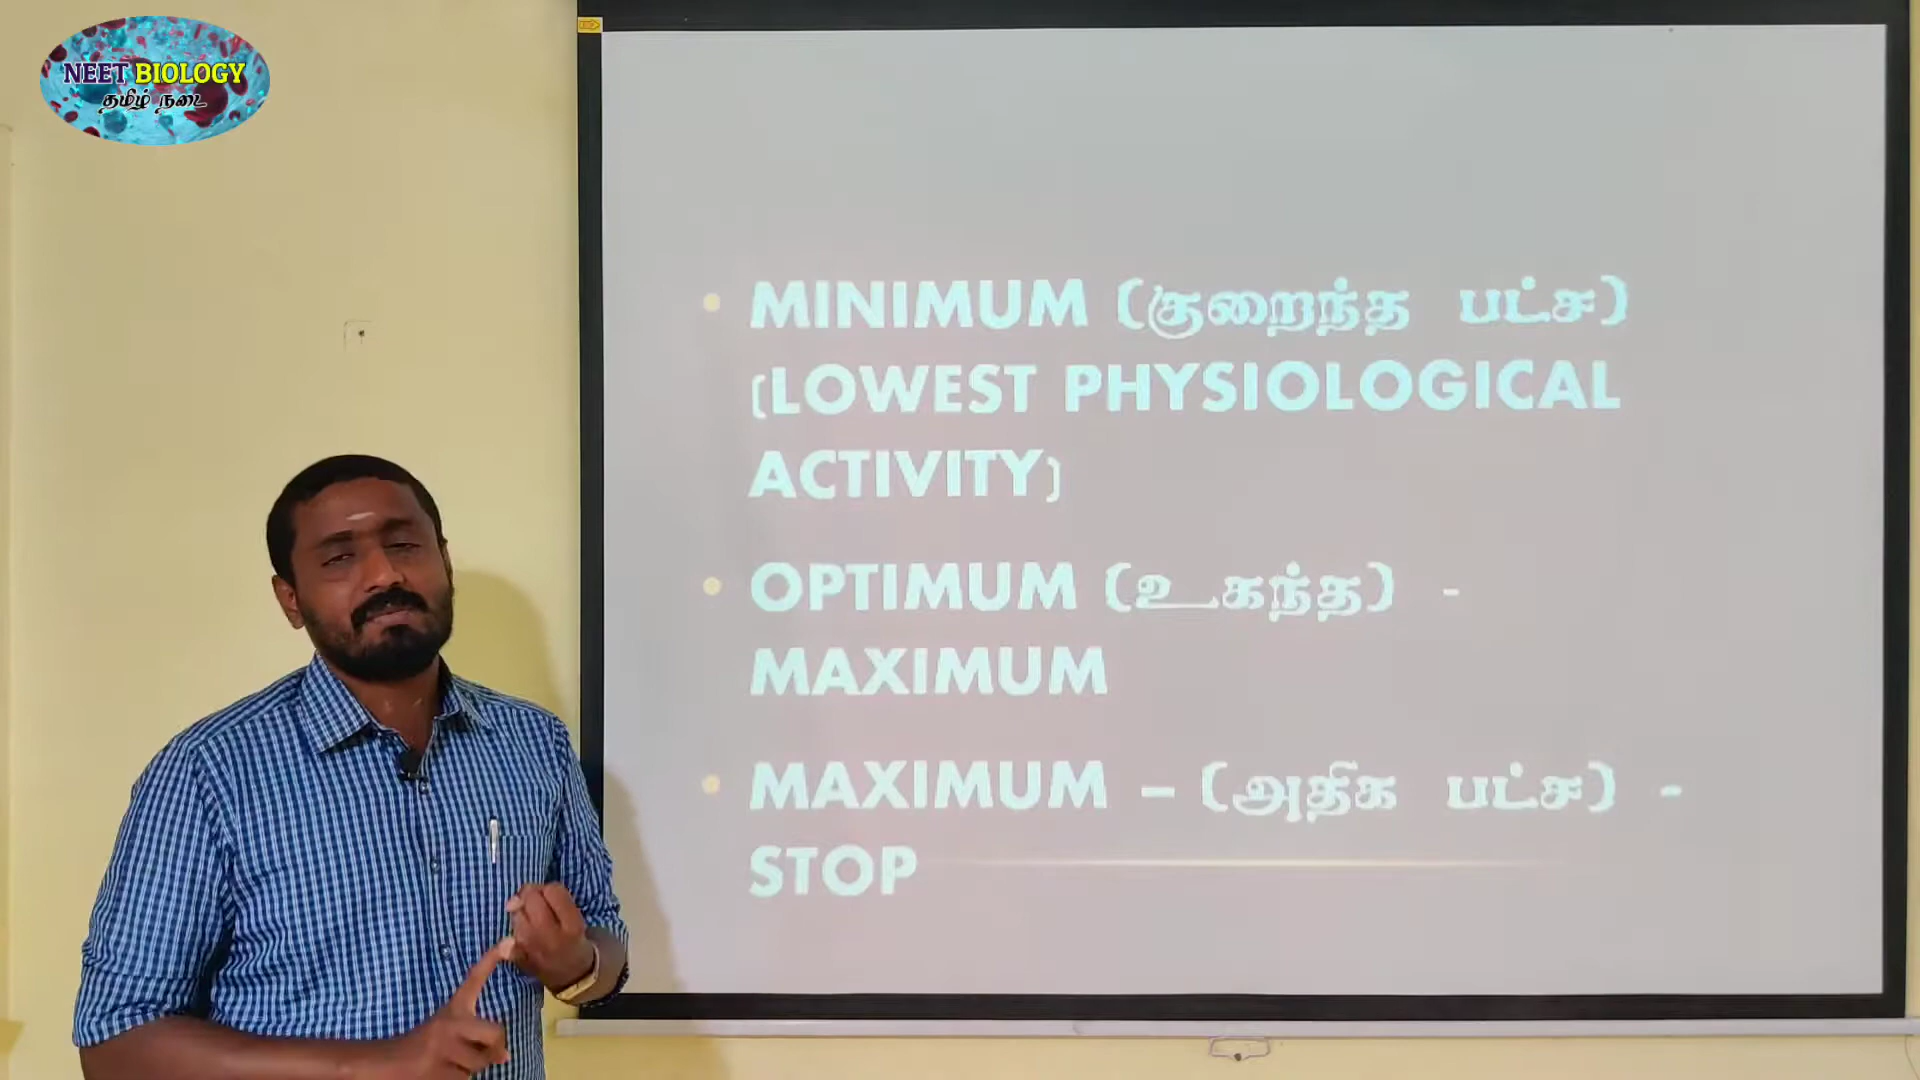 NEET BIOLOGY
தமிழ் நடை
• MINIMUM (குறைந்த பட்ச)
(LOWEST PHYSIOLOGICAL
ACTIVITY)
• OPTIMUM (உகந்த) -
MAXIMUM
• MAXIMUM – (அதிக பட்ச) -
STOP